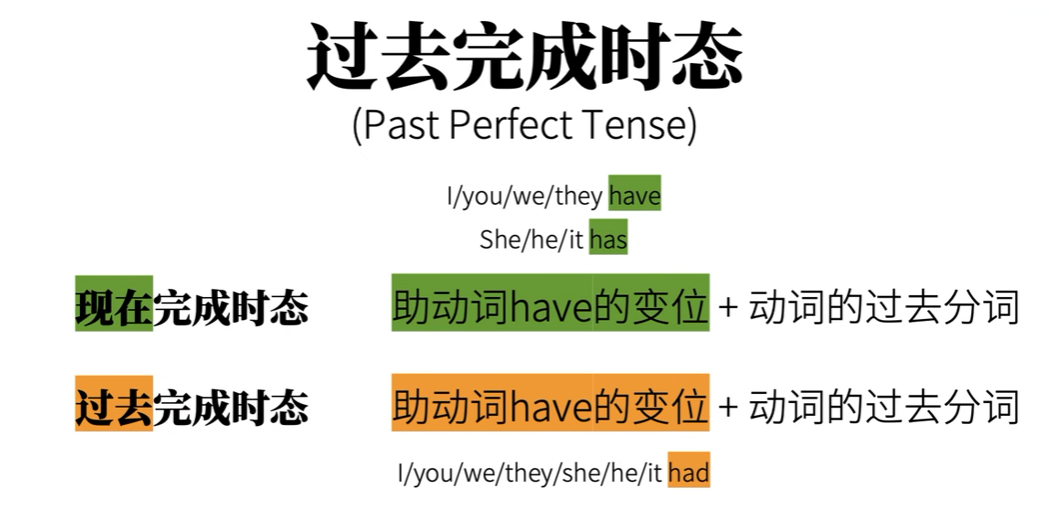 过去完成时态
(Past Perfect Tense)
I/you/we/they have
She/he/it has
现在完成时态 助动词have的变位 + 动词的过去分词
过去完成时态 助动词have的变位 + 动词的过去分词
I/you/we/they/she/he/it had